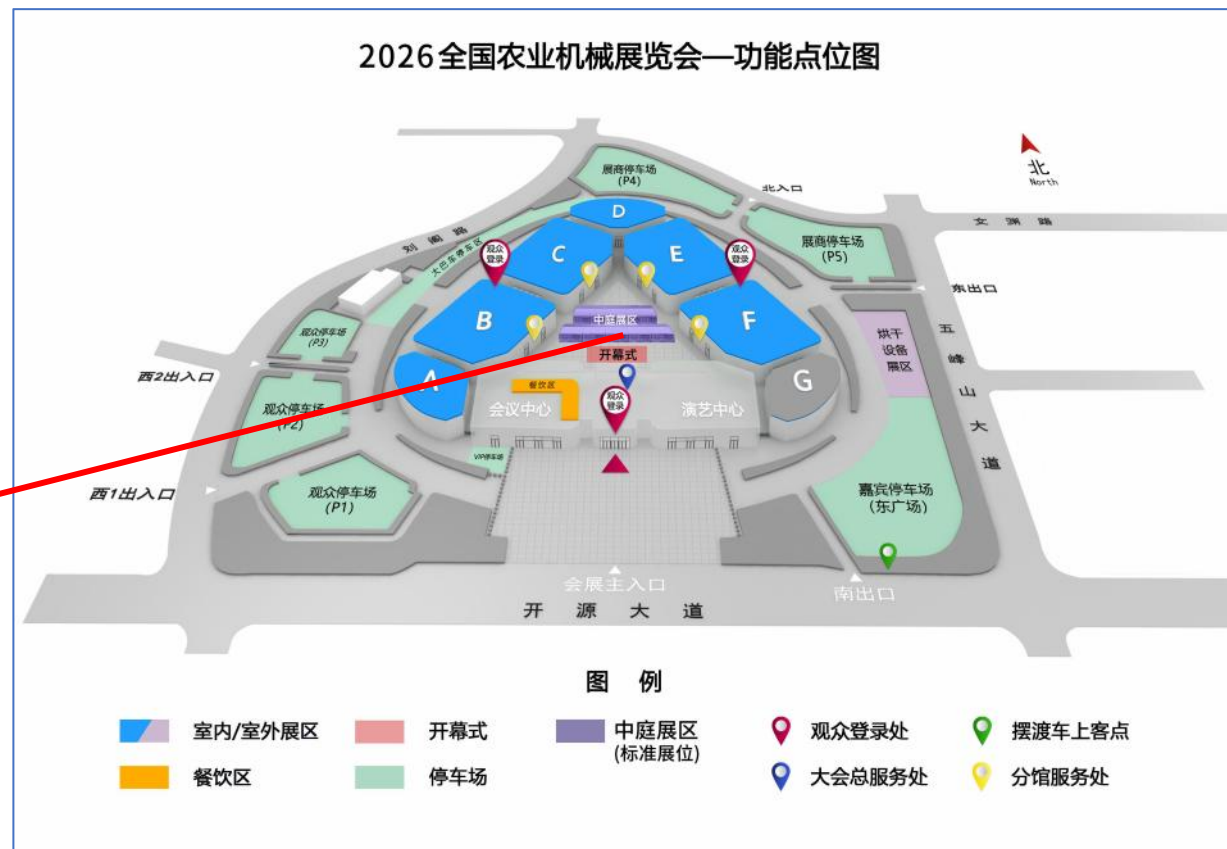 2026全国农业机械展览会—功能点位图
北
North
展商停车场
(P4)
北入口
文渊路
刘阁路
大巴车停车区
D
C
E
观众
登录
观众
登录
展商停车场
(P5)
东出口
B
F
中庭展区
烘干
设备
展区
五峰山大道
观众停车场
(P3)
开幕式
西2出入口
A
G
餐饮区
观众
登录
会议中心
演艺中心
观众停车场
(P2)
VIP停车场
西1出入口
观众停车场
(P1)
嘉宾停车场
(东广场)
会展主入口
南出口
开源大道
图 例
室内/室外展区
开幕式
中庭展区
(标准展位)
观众登录处
摆渡车上客点
餐饮区
停车场
大会总服务处
分馆服务处